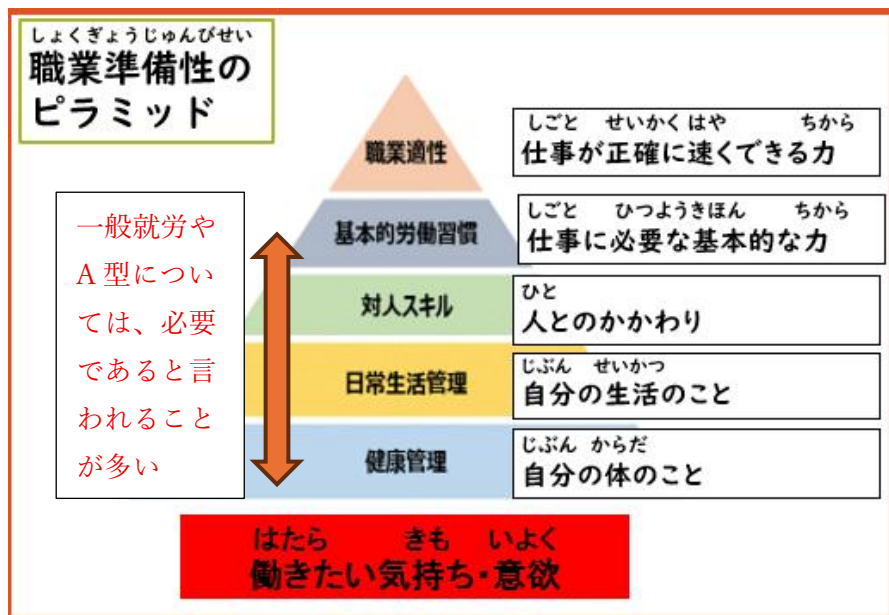 しょくぎょうじゅんびせい
職業準備性の
ピラミッド
職業適性
しごと せいかく はや ちから
仕事が正確に速くできる力
基本的労働習慣
しごと ひつようきほん ちから
仕事に必要な基本的な力
対人スキル
ひと
人とのかかわり
日常生活管理
じぶん せいかつ
自分の生活のこと
健康管理
じぶん からだ
自分の体のこと
一般就労や
A 型につい
ては、必要
であると言
われること
が多い
はたら きも いよく
働きたい気持ち・意欲